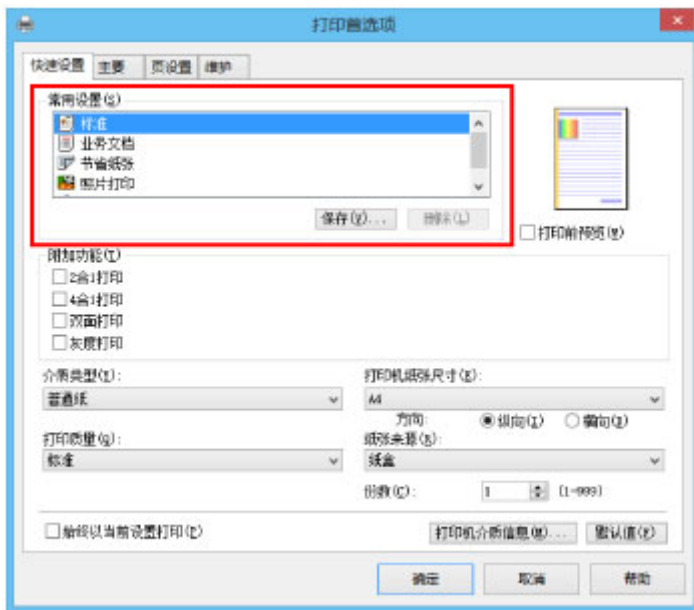 打印首选项
快速设置 主要 页设置 维护
常用设置(S)
标准
业务文档
节省纸张
照片打印
保存(V)... 删除(L)
打印前预览(W)
附加功能(T)
2合1打印
4合1打印
双面打印
灰度打印
介质类型(Y):
普通纸
打印机纸张尺寸(E):
A4
方向: 纵向(I) 横向(D)
打印质量(Q):
标准
纸张来源(R):
纸盒
份数(C): 1 (1-999)
始终以当前设置打印(P)
打印机介质信息(M)... 默认值(F)
确定 取消 帮助